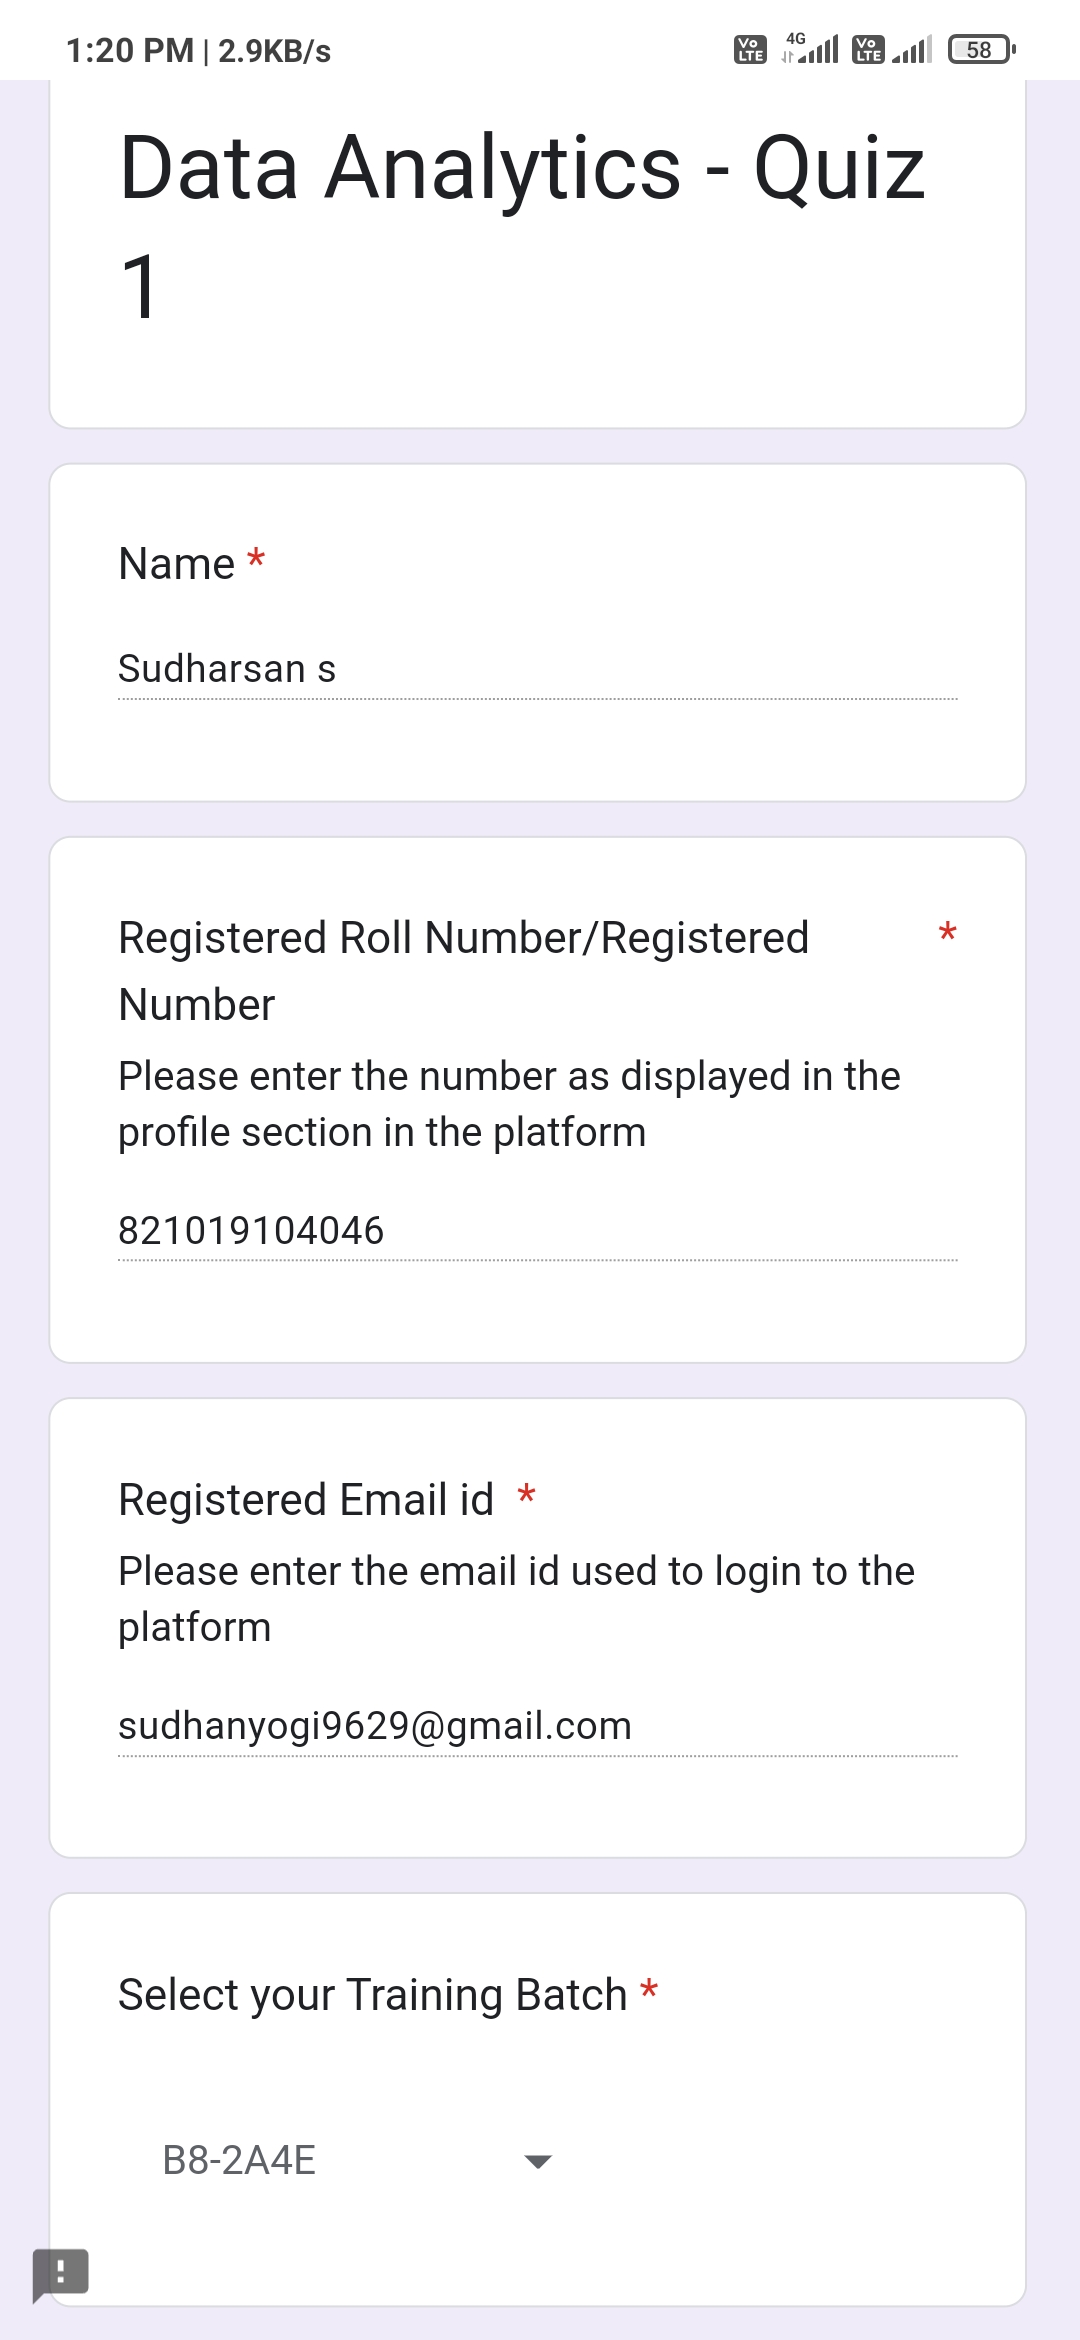 1:20 PM | 2.9KB/s Vo LTE 4G Vo LTE 58
Data Analytics - Quiz
1
Name *
Sudharsan s
Registered Roll Number/Registered *
Number
Please enter the number as displayed in the
profile section in the platform
821019104046
Registered Email id *
Please enter the email id used to login to the
platform
sudhanyogi9629@gmail.com
Select your Training Batch *
B8-2A4E